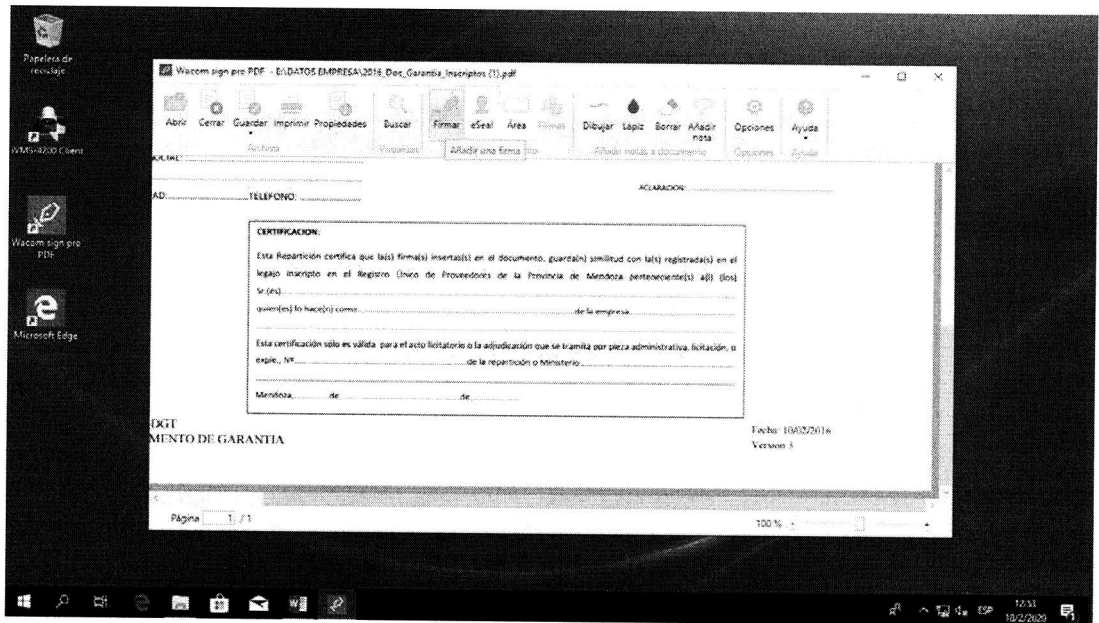 Papelera de
reciclaje
WMS-4200 Client
Wacom sign pro
PDF
Microsoft Edge
Wacom sign pro PDF - E:\DATOS EMPRESA\2016_Doc_Garantia_Inscriptos (1).pdf
Abrir Cerrar Guardar Imprimir Propiedades Buscar Firmar eSeal Área Firmas Dibujar Lápiz Borrar Añadir nota Opciones Ayuda
Archivo Añadir una firma Añadir notas a documento Opciones Ayuda
SOCIAL:
AD TELEFONO:
ACLARACION:
CERTIFICACION:
Esta Repartición certifica que la(s) firma(s) insertas(s) en el documento, guarda(n) similitud con la(s) registrada(s) en el
legajo inscripto en el Registro Único de Proveedores de la Provincia de Mendoza perteneciente(s) a(l) (los)
Sr.(es)
quien(es) lo hace(n) como de la empresa
Esta certificación sólo es válida para el acto licitatorio o la adjudicación que se tramita por pieza administrativa, licitación, o
expte., Nº de la repartición o Ministerio
Mendoza, de de
DGT
MENTO DE GARANTIA
Fecha: 10/02/2016
Version 3
Página 1 / 1
100 % - +
ESP
12:53
18/2/2020